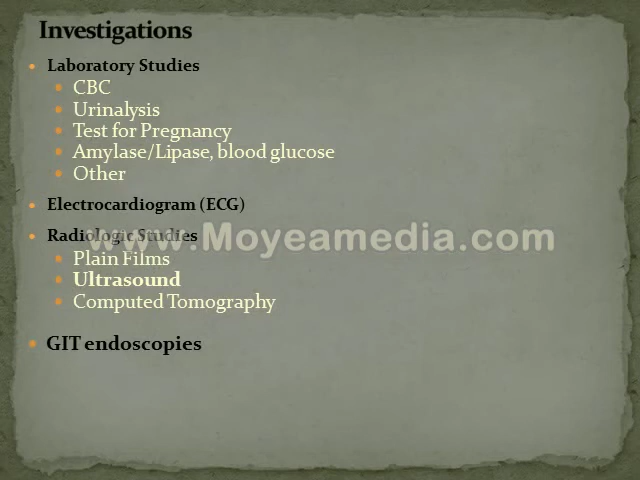 Investigations
Laboratory Studies
CBC
Urinalysis
Test for Pregnancy
Amylase/Lipase, blood glucose
Other
Electrocardiogram (ECG)
Radiologic Studies
www.Moyeamedia.com
Plain Films
Ultrasound
Computed Tomography
GIT endoscopies